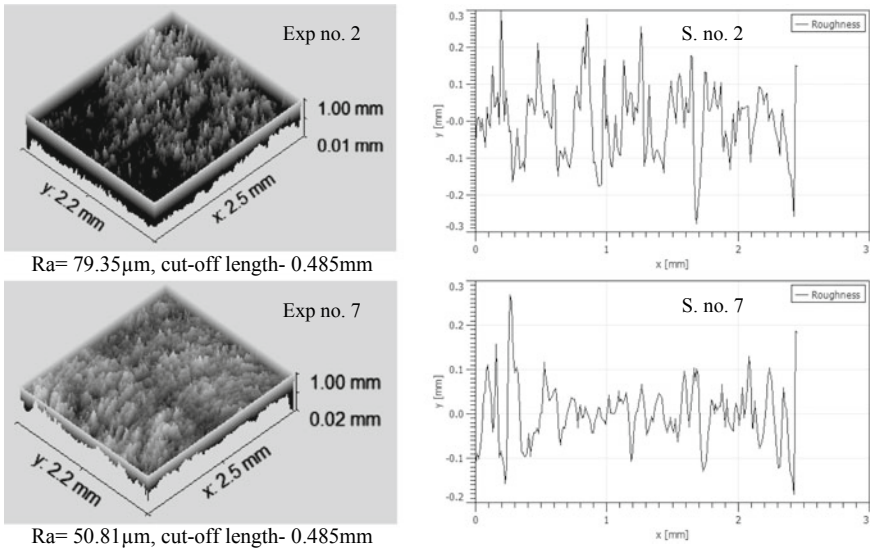 Exp no. 2
1.00 mm
0.01 mm
y: 2.2 mm
x: 2.5 mm
Ra= 79.35µm, cut-off length- 0.485mm
S. no. 2
Roughness
0.3
0.2
0.1
-0.0
-0.1
-0.2
-0.3
y [mm]
0 1 2 3
x [mm]
Exp no. 7
1.00 mm
0.02 mm
y: 2.2 mm
x: 2.5 mm
Ra= 50.81µm, cut-off length- 0.485mm
S. no. 7
Roughness
0.3
0.2
0.1
0.0
-0.1
-0.2
y [mm]
0 1 2 3
x [mm]